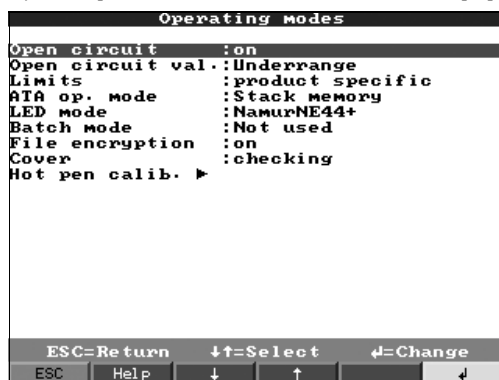 Operating modes
Open circuit :on
Open circuit val.:Underrange
Limits :product specific
ATA op. mode :Stack memory
LED mode :NamurNE44+
Batch mode :Not used
File encryption :on
Cover :checking
Hot pen calib. ►
ESC=Return ↓↑=Select ↲=Change
ESC Help ↓ ↑ ↲